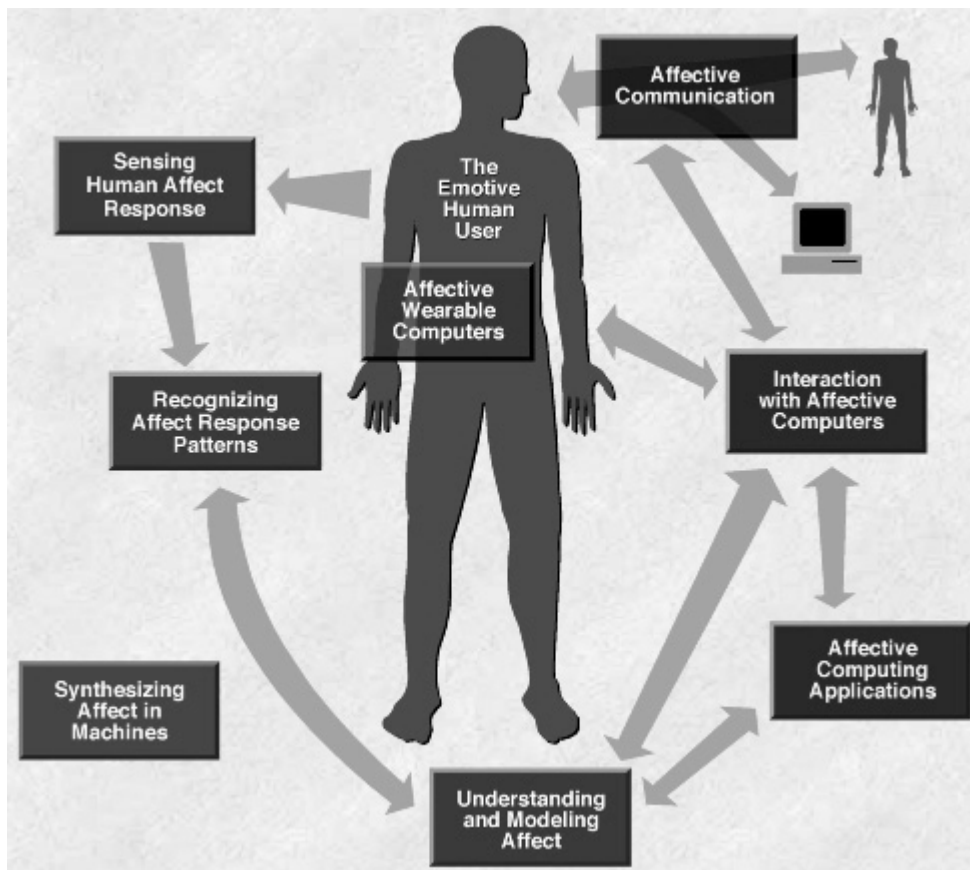 Affective
Communication
Sensing
Human Affect
Response
The
Emotive
Human
User
Affective
Wearable
Computers
Recognizing
Affect Response
Patterns
Interaction
with Affective
Computers
Synthesizing
Affect in
Machines
Affective
Computing
Applications
Understanding
and Modeling
Affect